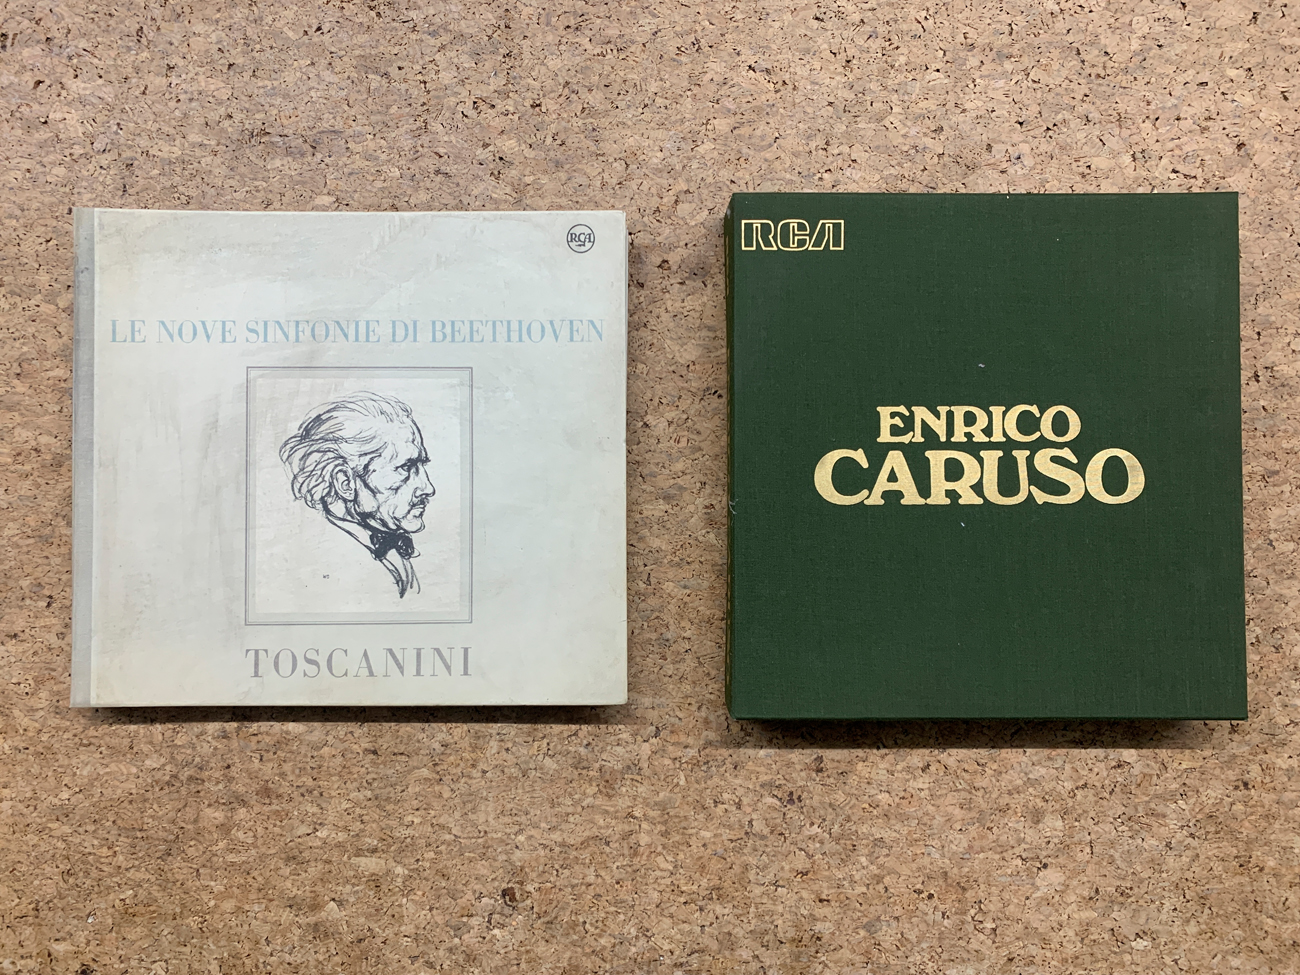 RCA
LE NOVE SINFONIE DI BEETHOVEN
TOSCANINI
RCA
ENRICO
CARUSO